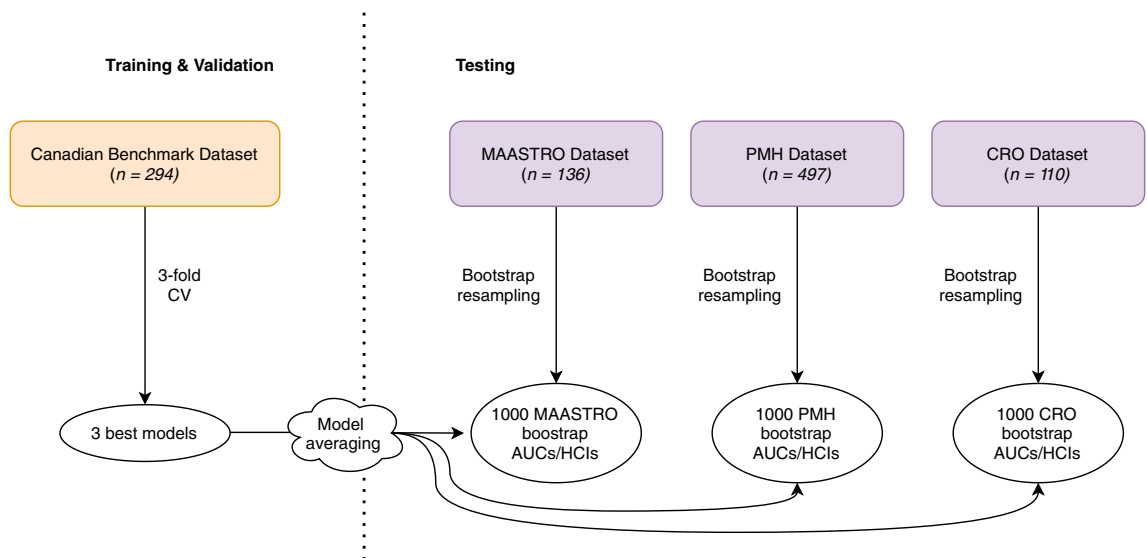 Training & Validation
Testing
Canadian Benchmark Dataset
(n = 294)
MAASTRO Dataset
(n = 136)
PMH Dataset
(n = 497)
CRO Dataset
(n = 110)
3-fold
CV
Bootstrap
resampling
Bootstrap
resampling
Bootstrap
resampling
3 best models
Model
averaging
1000 MAASTRO
boostrap
AUCs/HCIs
1000 PMH
bootstrap
AUCs/HCIs
1000 CRO
bootstrap
AUCs/HCIs